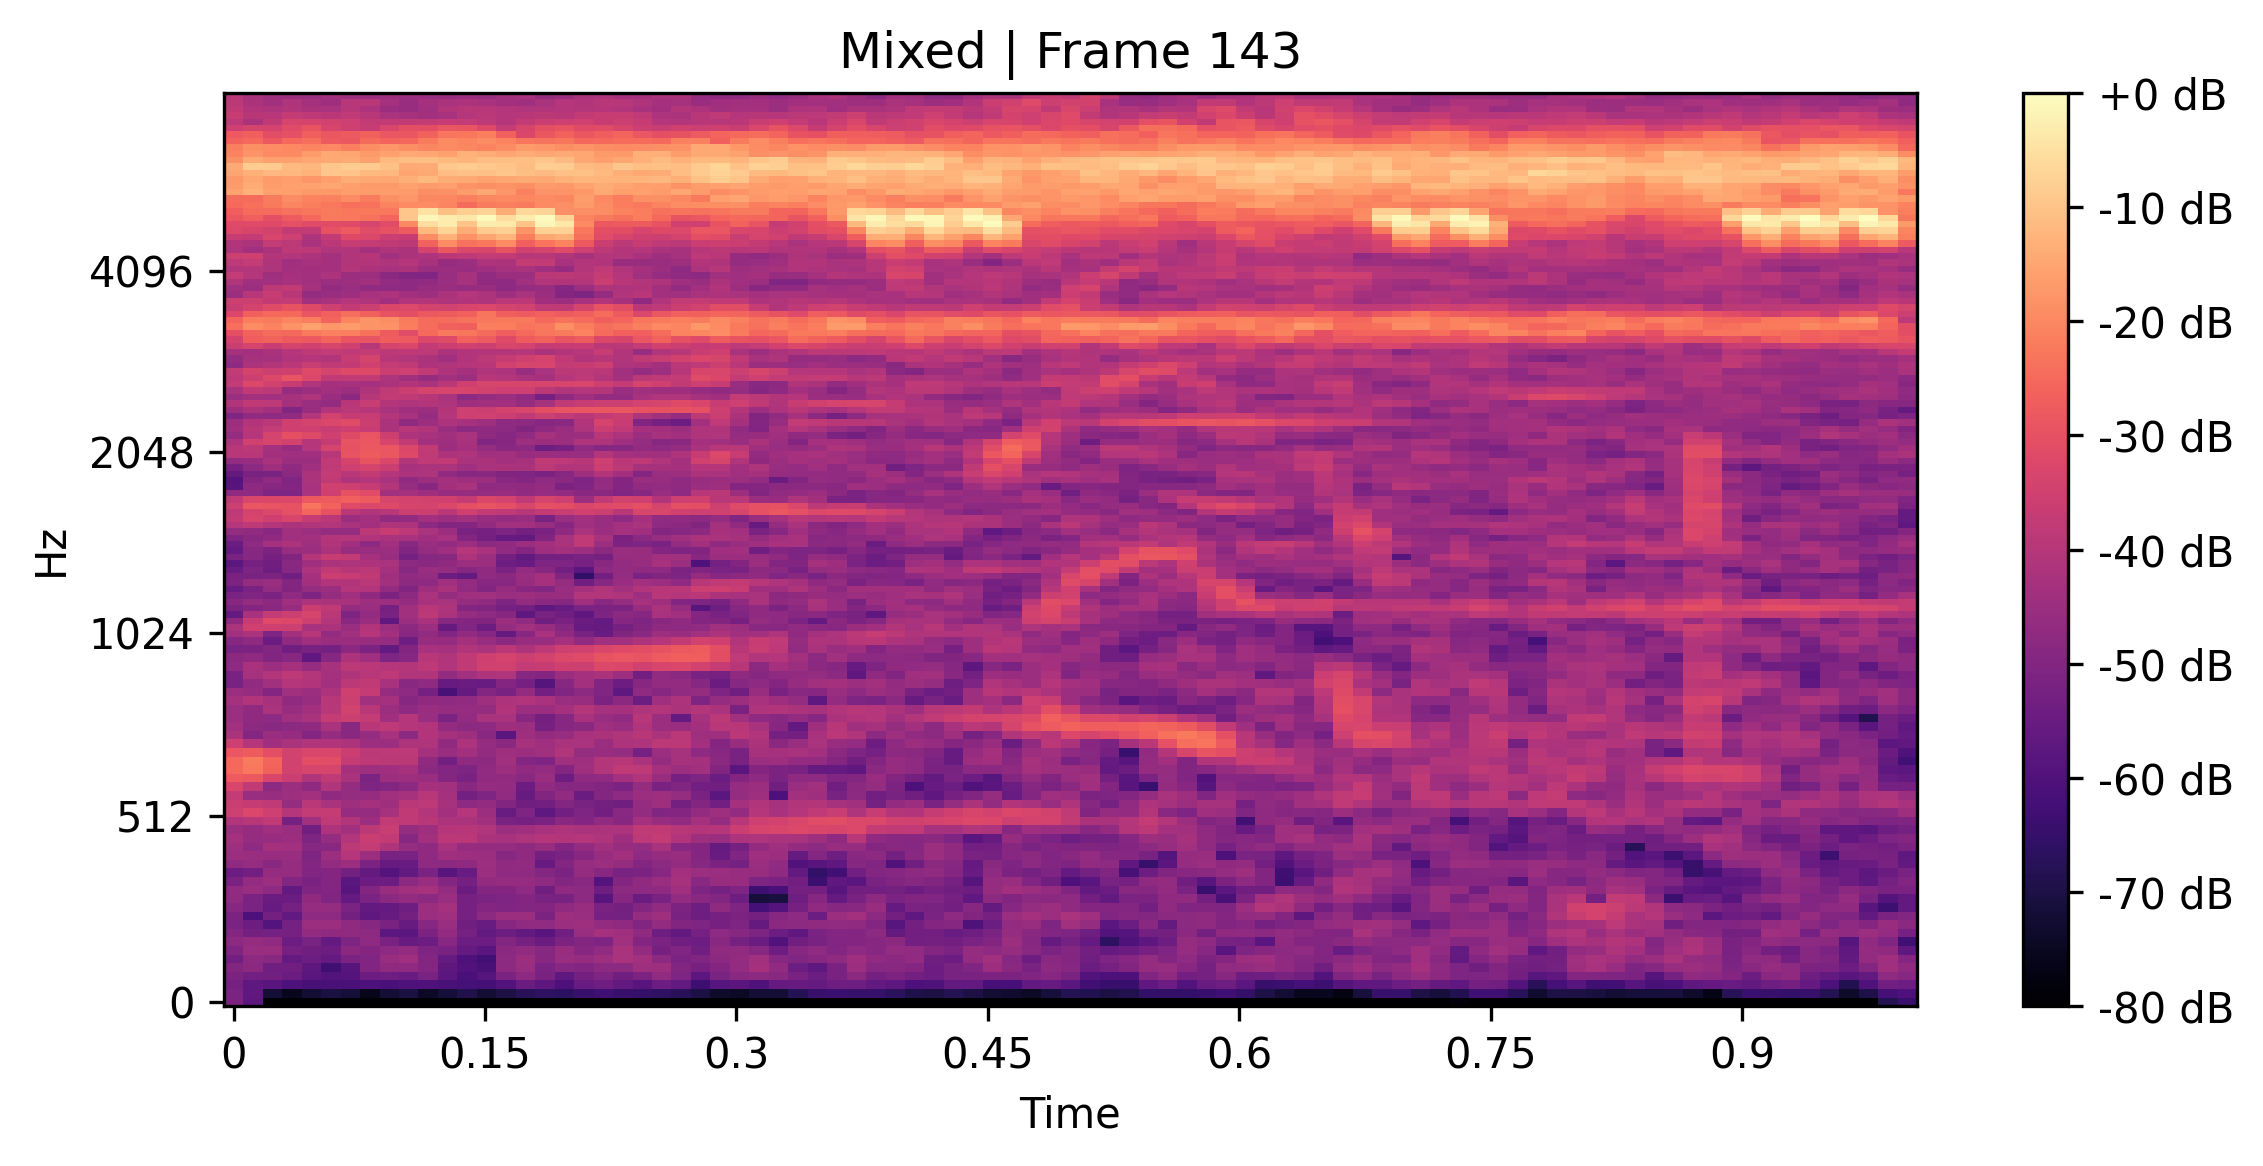 Mixed | Frame 143
+0 dB
-10 dB
-20 dB
-30 dB
-40 dB
-50 dB
-60 dB
-70 dB
-80 dB
Hz
4096
2048
1024
512
0
0 0.15 0.3 0.45 0.6 0.75 0.9
Time